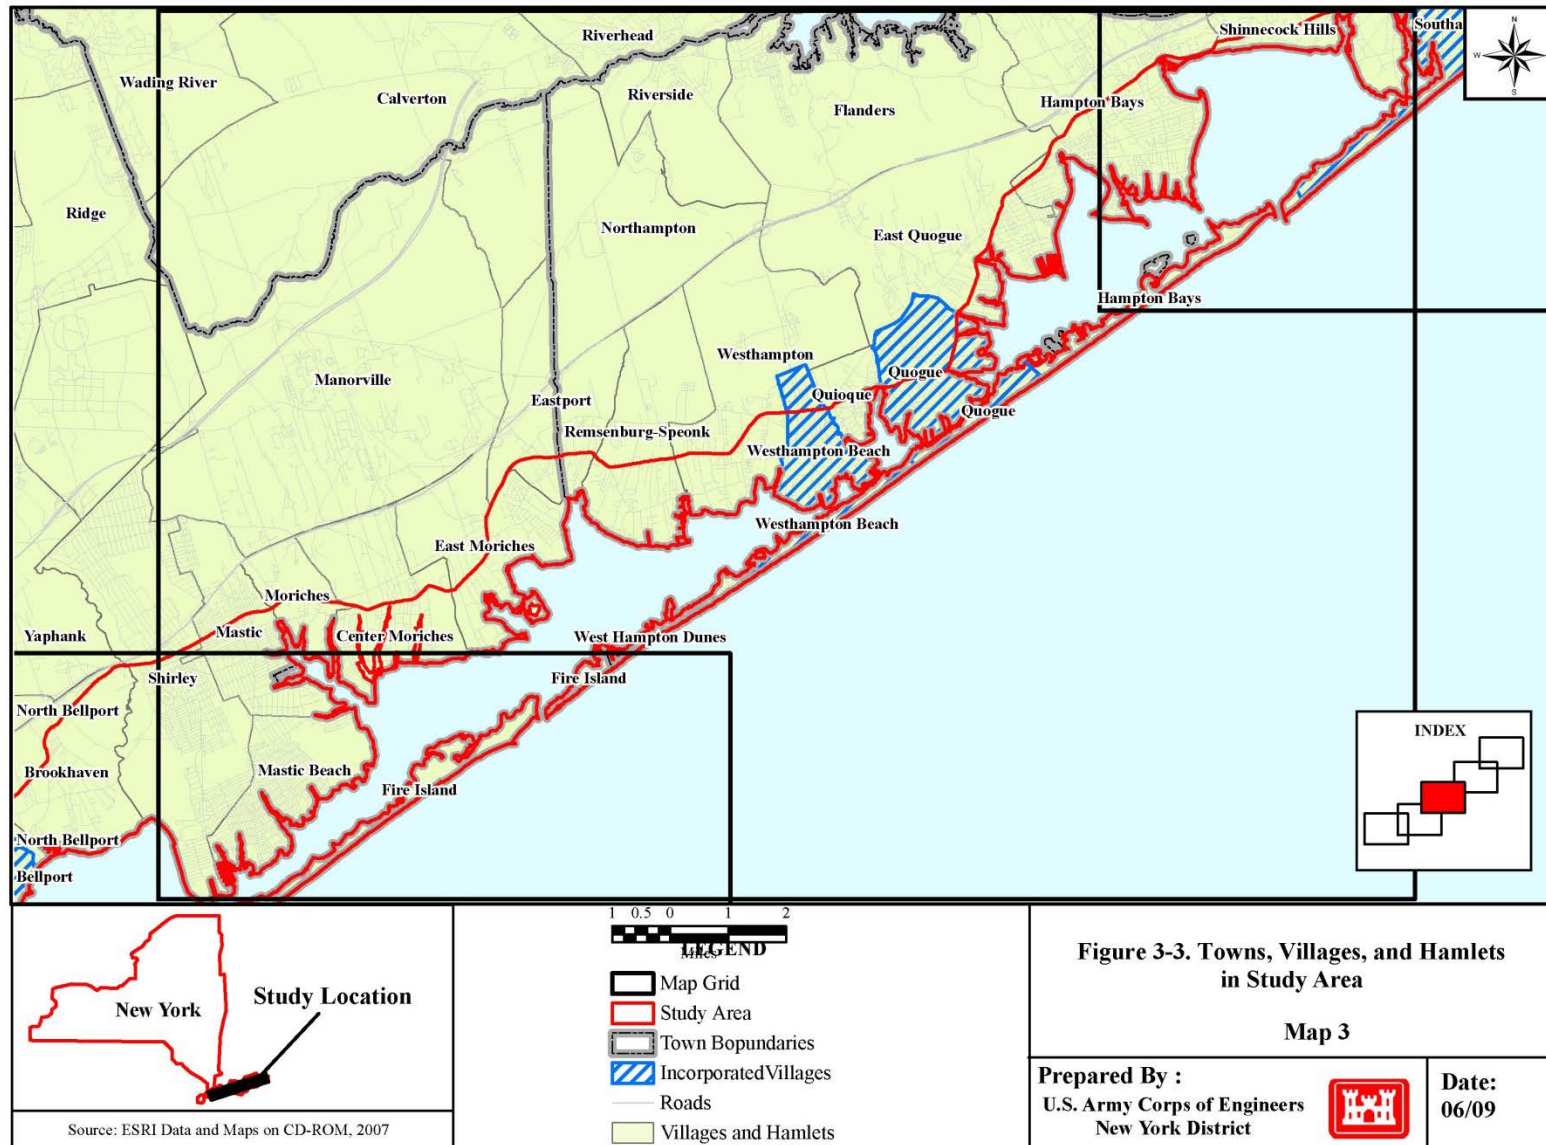 Riverhead
Shinnecock Hills
Southa
N
W
S
Wading River
Calverton
Riverside
Flanders
Hampton Bays
Ridge
Northampton
East Quogue
Hampton Bays
Westhampton
Manorville
Quogue
Eastport
Quioque
Quogue
Remsenburg-Speonk
Westhampton Beach
Westhampton Beach
East Moriches
Moriches
Yaphank
Mastic
Center Moriches
West Hampton Dunes
Shirley
Fire Island
North Bellport
Brookhaven
Mastic Beach
Fire Island
North Bellport
Bellport
INDEX
New York
Study Location
Source: ESRI Data and Maps on CD-ROM, 2007
1 0.5 0 1 2
Miles
LEGEND
Map Grid
Study Area
Town Bopundaries
IncorporatedVillages
Roads
Villages and Hamlets
Figure 3-3. Towns, Villages, and Hamlets
in Study Area
Map 3
Prepared By :
U.S. Army Corps of Engineers
New York District
Date:
06/09